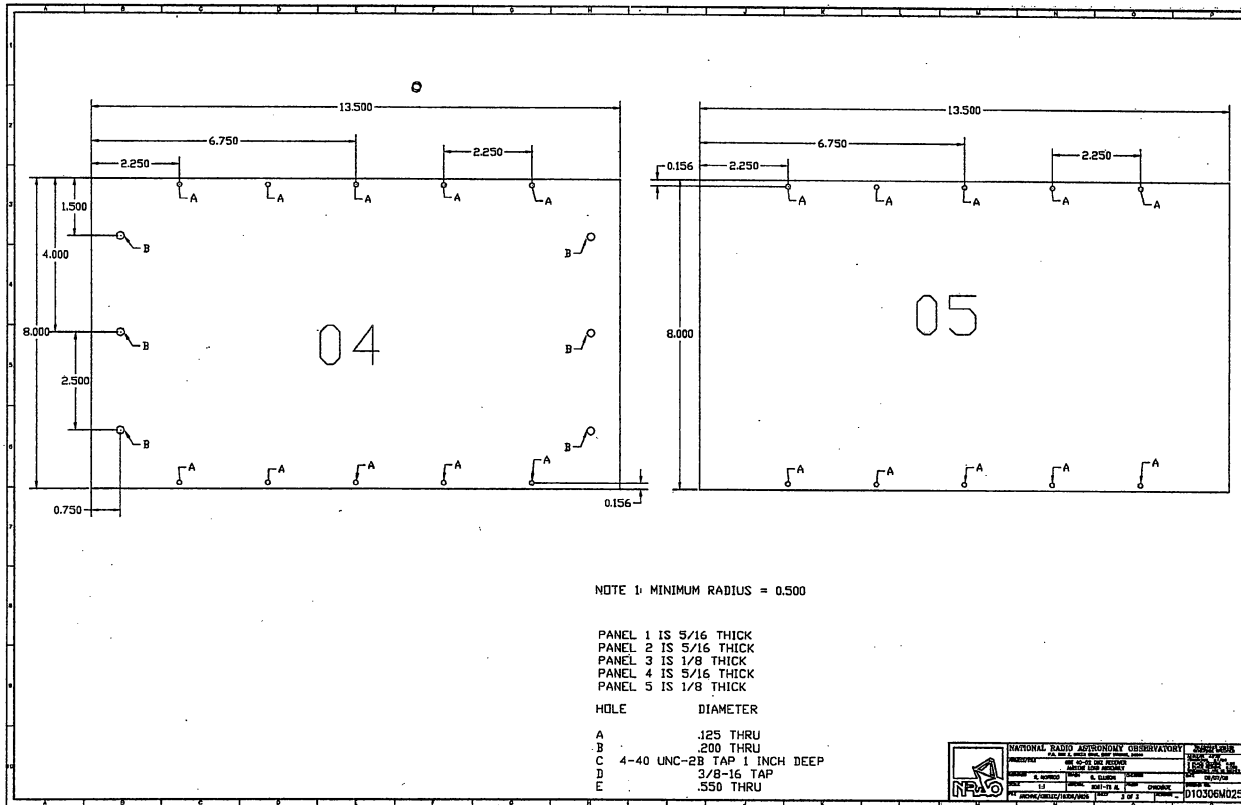 A B C D E F G H I J K L M N O P
13.500
13.500
6.750
6.750
2.250
2.250
0.156
2.250
2.250
A A A A A
A A A A A
1.500
B
B
4.000
04
05
8.000
8.000
B
B
2.500
B
B
A A A A A
A A A A A
0.750
0.156
NOTE 1: MINIMUM RADIUS = 0.500
PANEL 1 IS 5/16 THICK
PANEL 2 IS 5/16 THICK
PANEL 3 IS 1/8 THICK
PANEL 4 IS 5/16 THICK
PANEL 5 IS 1/8 THICK
HOLE DIAMETER
A .125 THRU
B .200 THRU
C 4-40 UNC-2B TAP 1 INCH DEEP
D 3/8-16 TAP
E .550 THRU
NRAO
NATIONAL RADIO ASTRONOMY OBSERVATORY
D10306M025